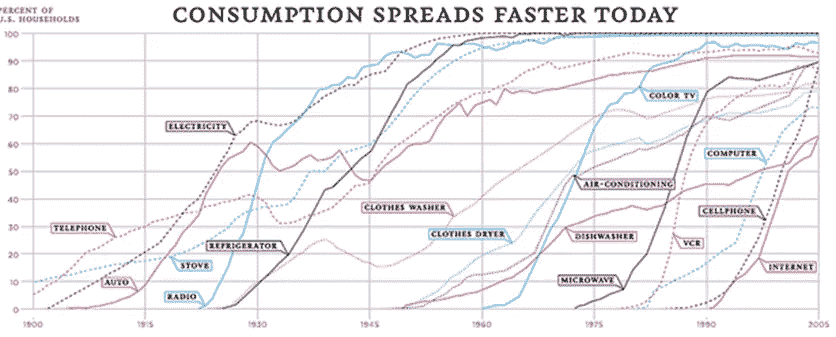 PERCENT OF
U.S. HOUSEHOLDS
CONSUMPTION SPREADS FASTER TODAY
100
90
80
70
60
50
40
30
20
10
0
ELECTRICITY
TELEPHONE
AUTO
STOVE
RADIO
REFRIGERATOR
CLOTHES WASHER
CLOTHES DRYER
AIR-CONDITIONING
DISHWASHER
COLOR TV
MICROWAVE
COMPUTER
CELLPHONE
VCR
INTERNET
1900
1915
1930
1945
1960
1975
1990
2005